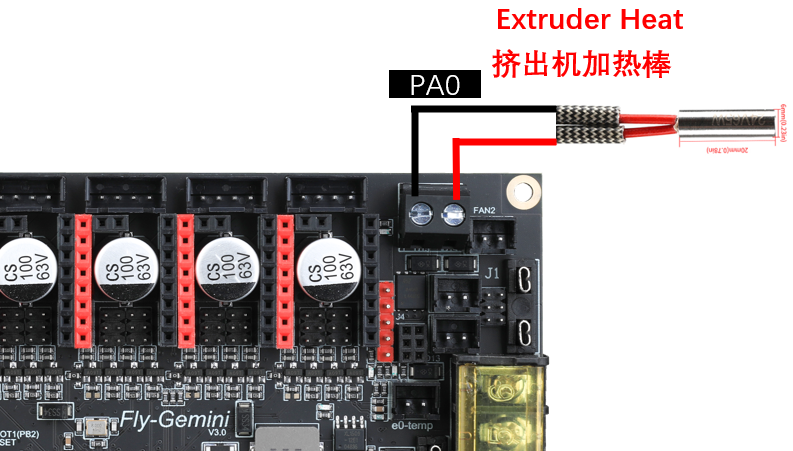 Extruder Heat
挤出机加热棒
PA0
6mm(0.23in)
20mm(0.78in)
FAN2
J1
CS
100
63V
CS
100
63V
CS
100
63V
CS
100
63V
J4
Fly-Gemini
V3.0
e0-temp
OT1(PB2)
SET